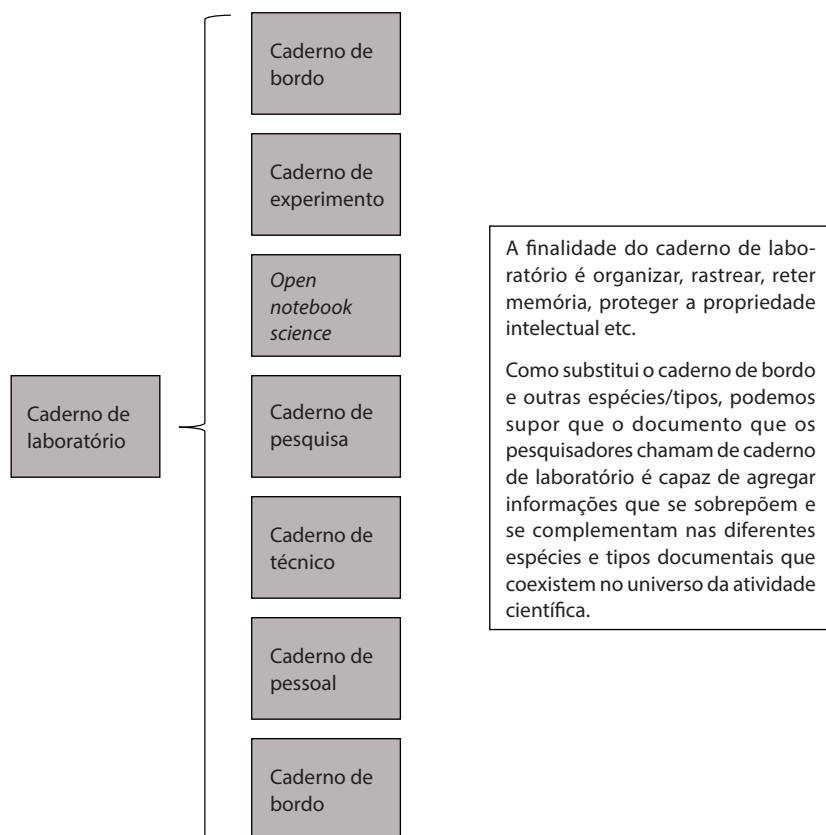 Caderno de
bordo
Caderno de
experimento
Open
notebook
science
Caderno de
laboratório
Caderno de
pesquisa
Caderno de
técnico
Caderno de
pessoal
Caderno de
bordo
A finalidade do caderno de labo-
ratório é organizar, rastrear, reter
memória, proteger a propriedade
intelectual etc.
Como substitui o caderno de bordo
e outras espécies/tipos, podemos
supor que o documento que os
pesquisadores chamam de caderno
de laboratório é capaz de agregar
informações que se sobrepõem e
se complementam nas diferentes
espécies e tipos documentais que
coexistem no universo da atividade
científica.